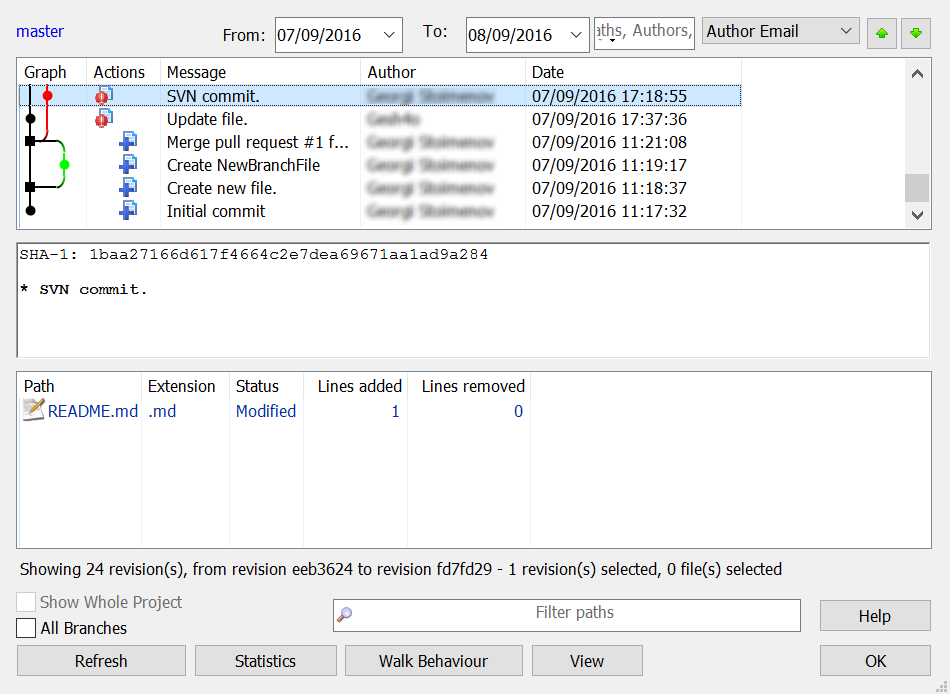 master From: 07/09/2016 To: 08/09/2016 Authors, Author Email
Graph Actions Message Author Date
SVN commit. 07/09/2016 17:18:55
Update file. 07/09/2016 17:37:36
Merge pull request #1 f... 07/09/2016 11:21:08
Create NewBranchFile 07/09/2016 11:19:17
Create new file. 07/09/2016 11:18:37
Initial commit 07/09/2016 11:17:32
SHA-1: 1baa27166d617f4664c2e7dea69671aa1ad9a284
* SVN commit.
Path Extension Status Lines added Lines removed
README.md .md Modified 1 0
Showing 24 revision(s), from revision eeb3624 to revision fd7fd29 - 1 revision(s) selected, 0 file(s) selected
Show Whole Project
Filter paths
Help
All Branches
Refresh Statistics Walk Behaviour View OK